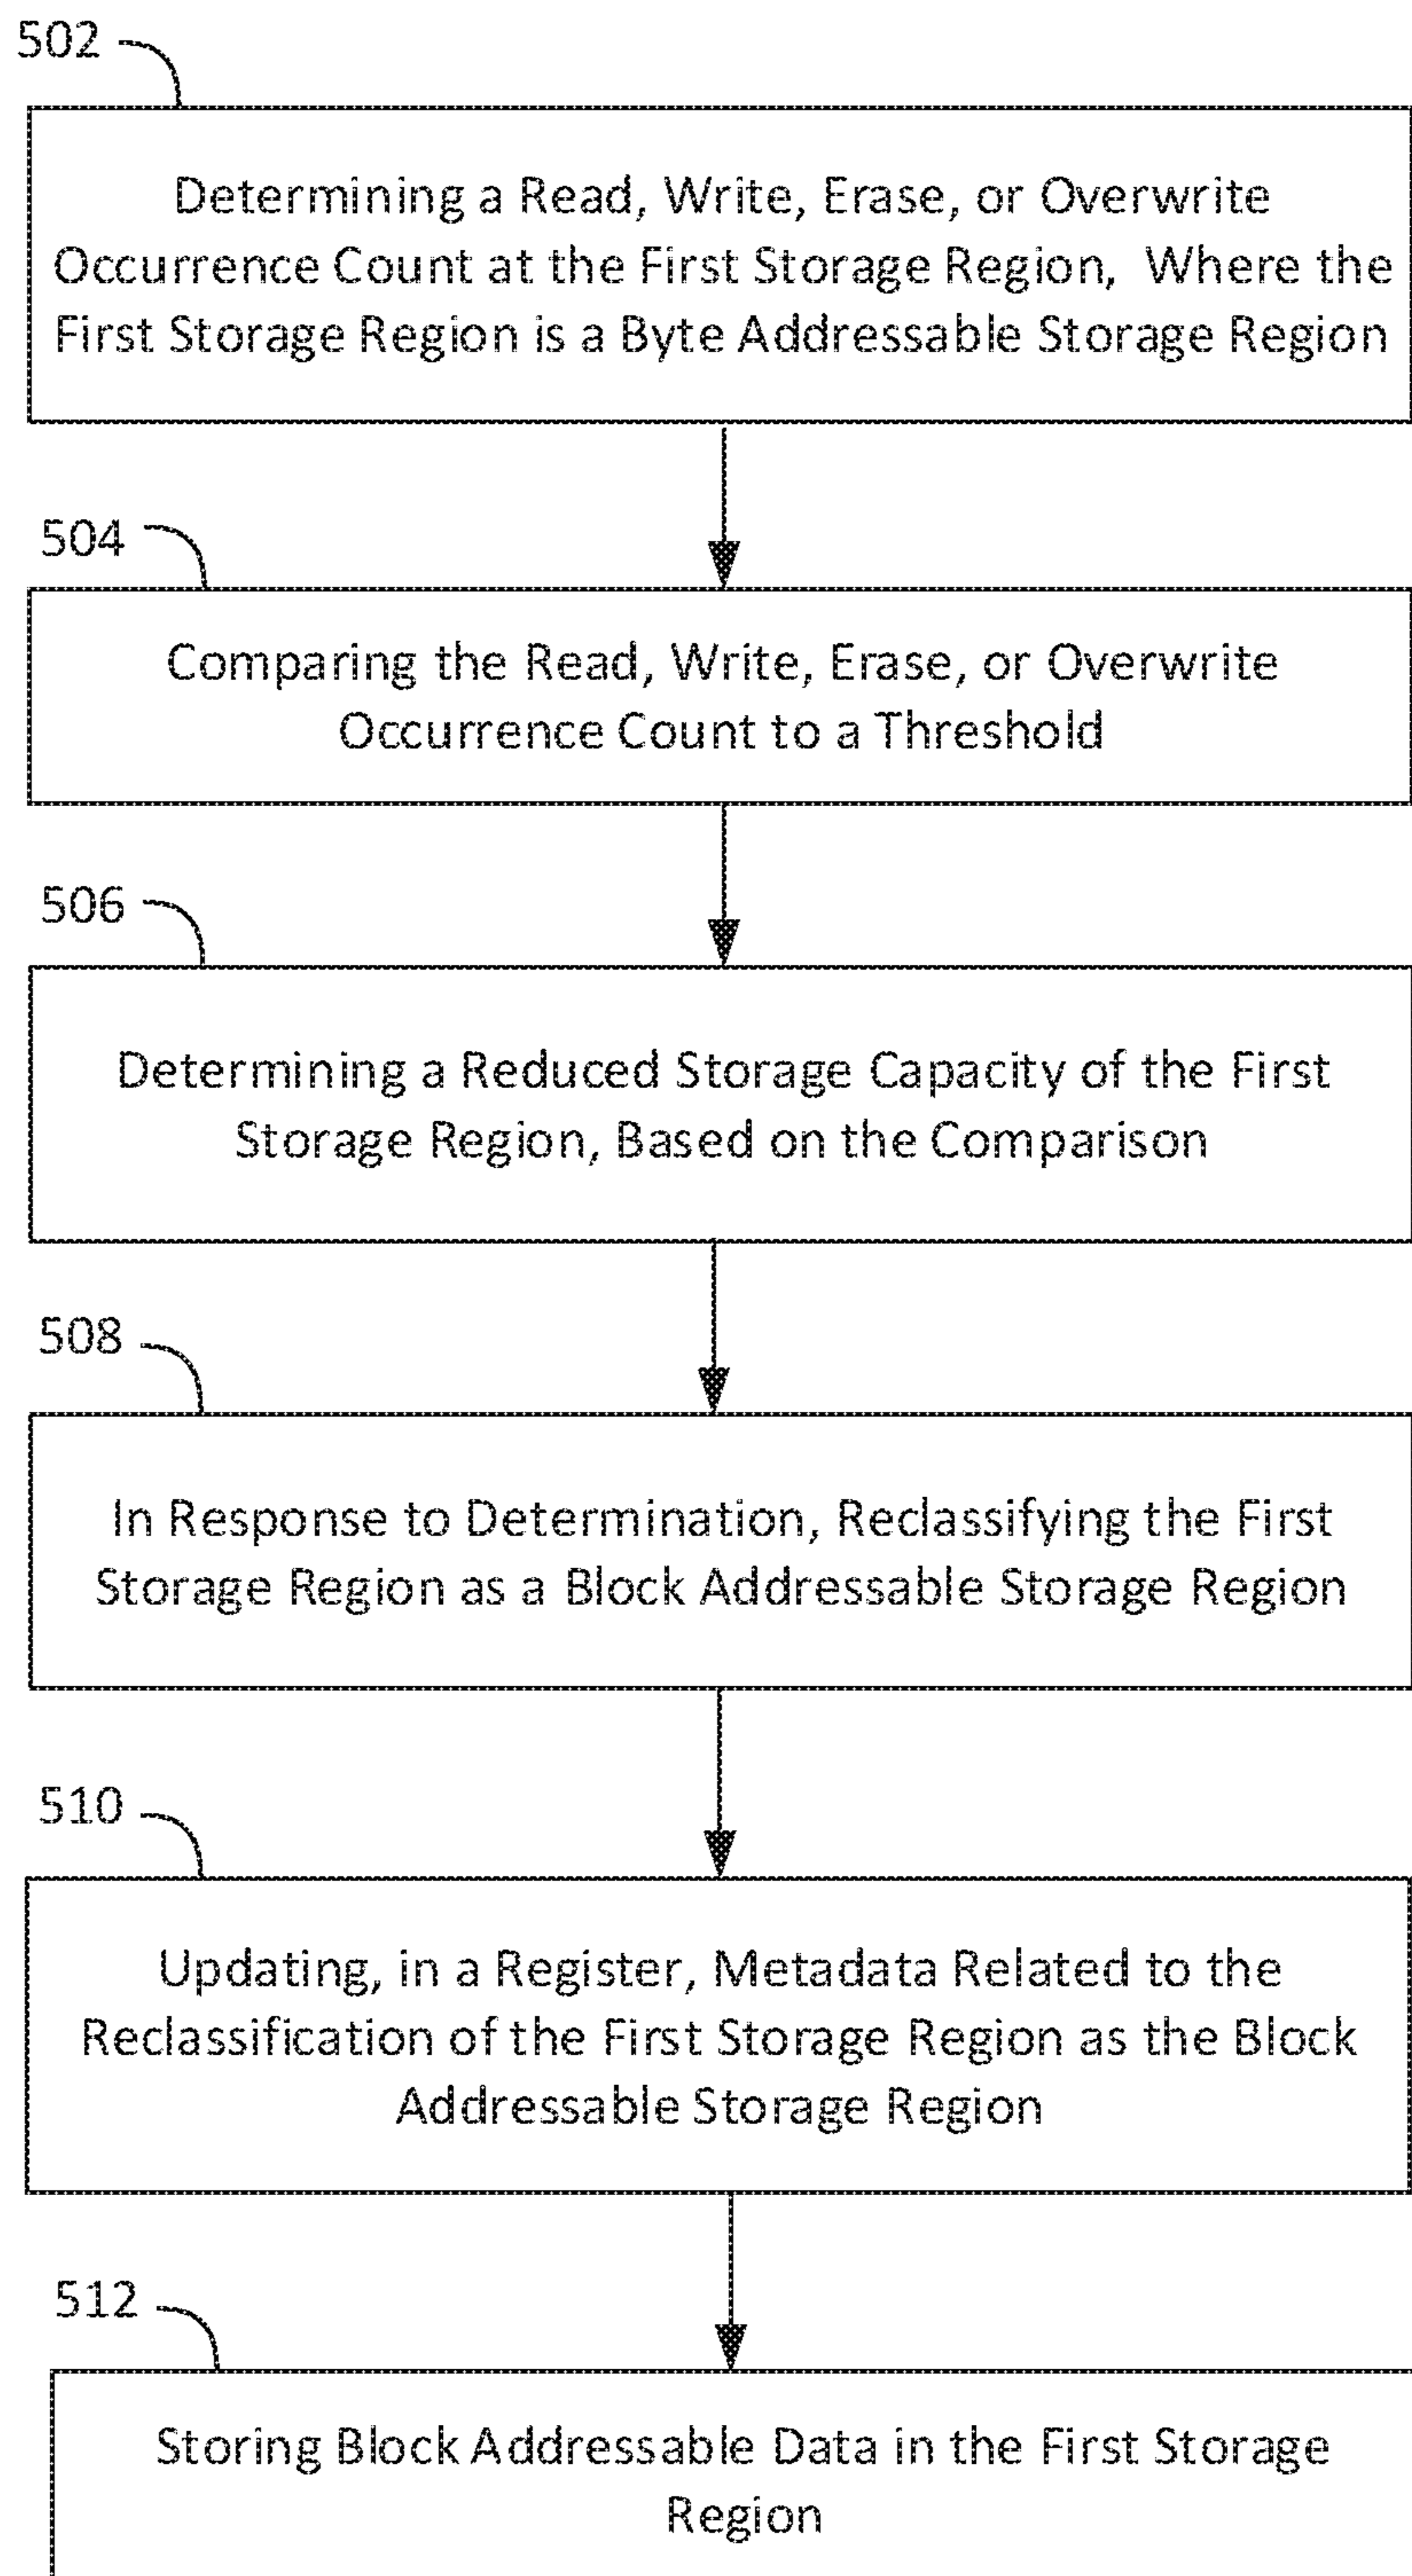 502
Determining a Read, Write, Erase, or Overwrite
Occurrence Count at the First Storage Region, Where the
First Storage Region is a Byte Addressable Storage Region
504
Comparing the Read, Write, Erase, or Overwrite
Occurrence Count to a Threshold
506
Determining a Reduced Storage Capacity of the First
Storage Region, Based on the Comparison
508
In Response to Determination, Reclassifying the First
Storage Region as a Block Addressable Storage Region
510
Updating, in a Register, Metadata Related to the
Reclassification of the First Storage Region as the Block
Addressable Storage Region
512
Storing Block Addressable Data in the First Storage
Region